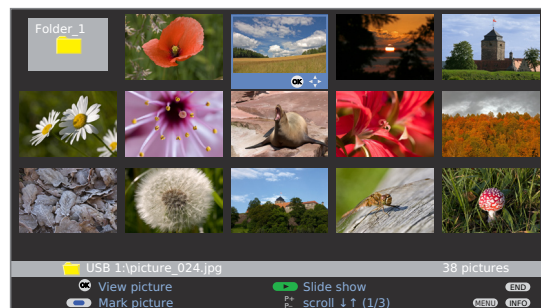 Folder_1
OK
USB 1:\picture_024.jpg 38 pictures
OK View picture Slide show END
Mark picture P+ P- scroll ↓↑ (1/3) MENU INFO